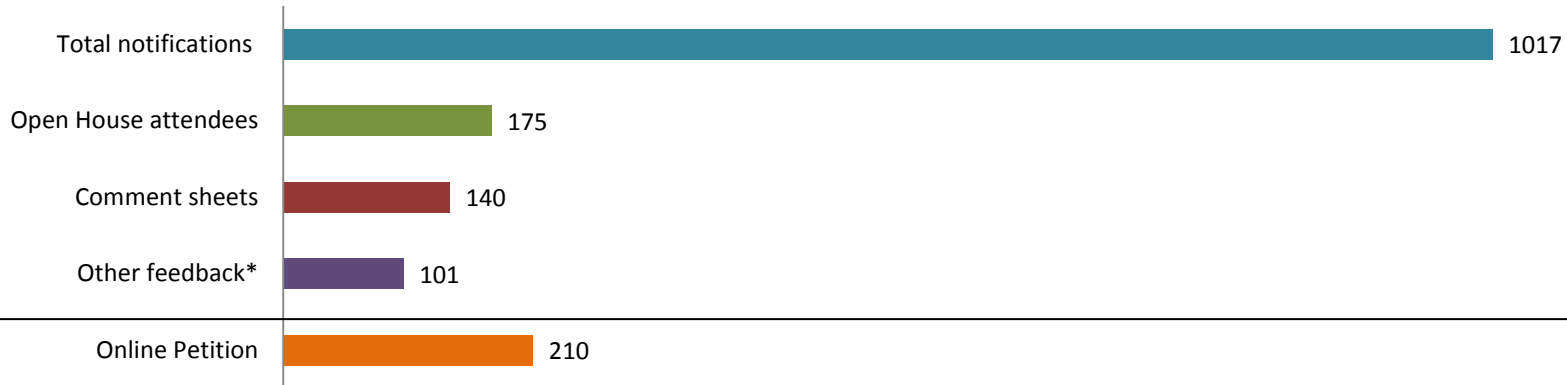 Total notifications 1017
Open House attendees 175
Comment sheets 140
Other feedback* 101
Online Petition 210